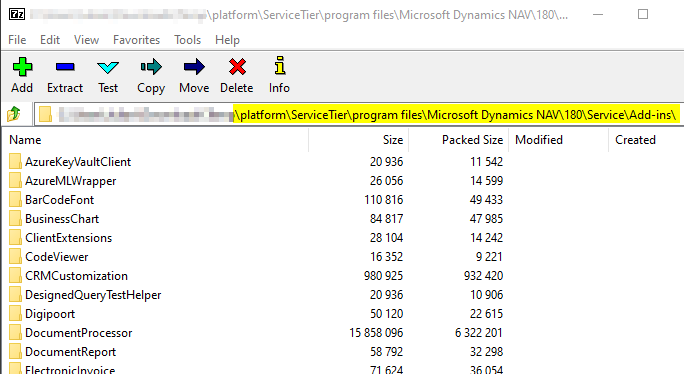 7z \platform\ServiceTier\program files\Microsoft Dynamics NAV\180\...
File Edit View Favorites Tools Help
Add Extract Test Copy Move Delete Info
\platform\ServiceTier\program files\Microsoft Dynamics NAV\180\Service\Add-ins\
Name Size Packed Size Modified Created
AzureKeyVaultClient 20 936 11 542
AzureMLWrapper 26 056 14 599
BarCodeFont 110 816 49 433
BusinessChart 84 817 47 985
ClientExtensions 28 104 14 242
CodeViewer 16 352 9 221
CRMCustomization 980 925 932 420
DesignedQueryTestHelper 20 936 10 906
Digipoort 50 120 22 615
DocumentProcessor 15 858 096 6 322 201
DocumentReport 58 792 32 298
ElectronicInvoice 71 624 36 054